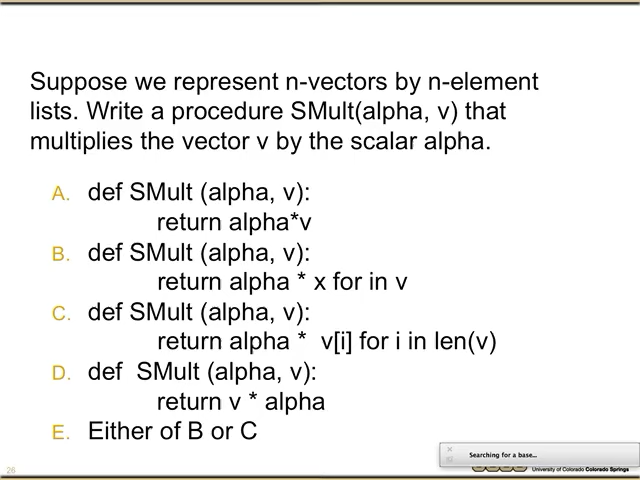 Suppose we represent n-vectors by n-element
lists. Write a procedure SMult(alpha, v) that
multiplies the vector v by the scalar alpha.
A. def SMult (alpha, v):
return alpha*v
B. def SMult (alpha, v):
return alpha * x for in v
C. def SMult (alpha, v):
return alpha * v[i] for i in len(v)
D. def SMult (alpha, v):
return v * alpha
E. Either of B or C
Searching for a base...
University of Colorado Colorado Springs
26